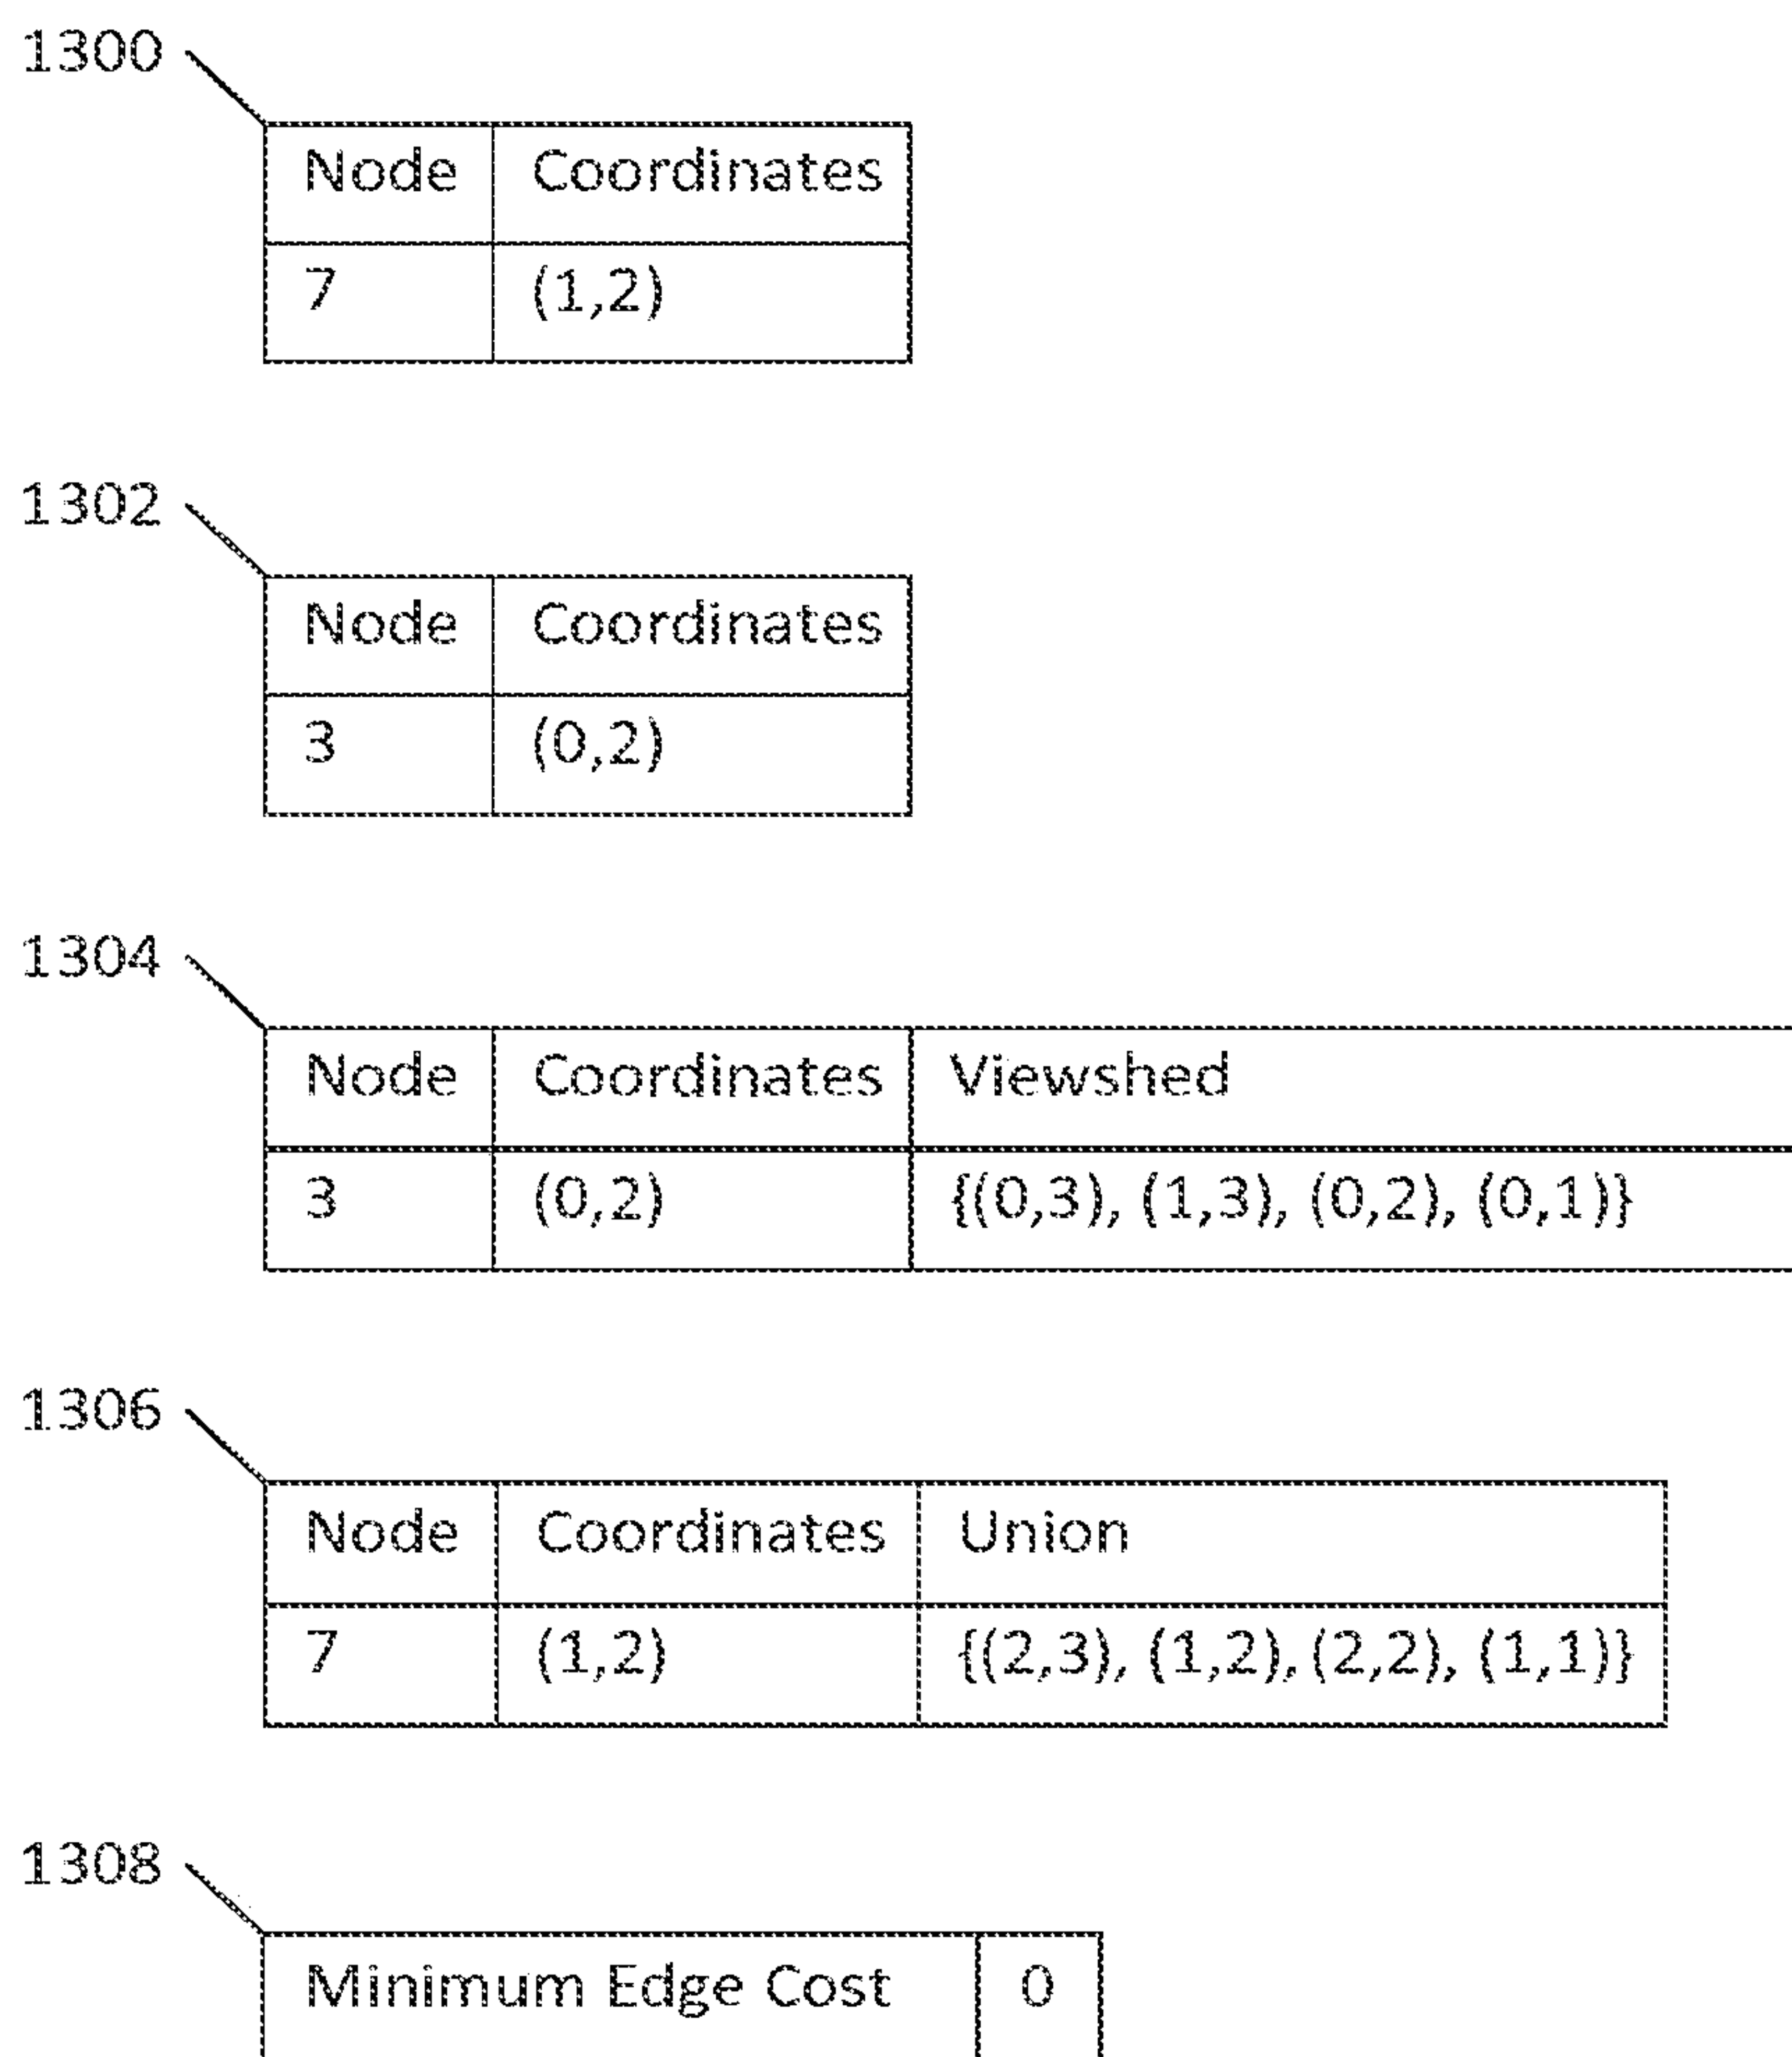 1300
Node Coordinates
7 (1,2)
1302
Node Coordinates
3 (0,2)
1304
Node Coordinates Viewshed
3 (0,2) {(0,3), (1,3), (0,2), (0,1)}
1306
Node Coordinates Union
7 (1,2) {(2,3), (1,2), (2,2), (1,1)}
1308
Minimum Edge Cost 0